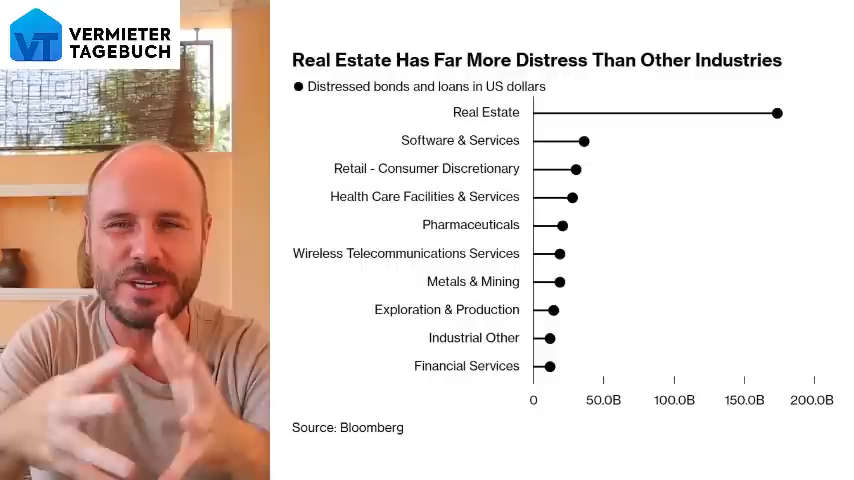 VERMIETER
TAGEBUCH
VT
Real Estate Has Far More Distress Than Other Industries
Distressed bonds and loans in US dollars
Real Estate
Software & Services
Retail - Consumer Discretionary
Health Care Facilities & Services
Pharmaceuticals
Wireless Telecommunications Services
Metals & Mining
Exploration & Production
Industrial Other
Financial Services
0 50.0B 100.0B 150.0B 200.0B
Source: Bloomberg